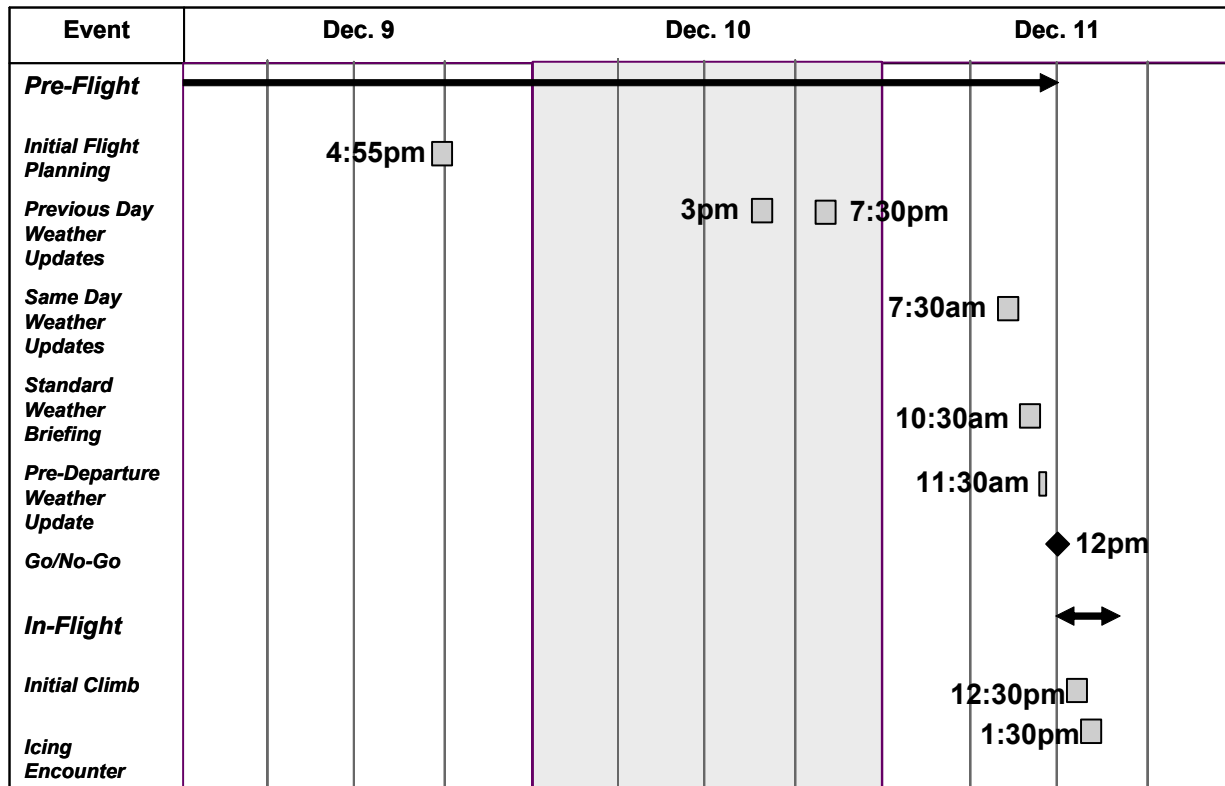 Event Dec. 9 Dec. 10 Dec. 11
Pre-Flight
Initial Flight
Planning
4:55pm
Previous Day
Weather
Updates
3pm 7:30pm
Same Day
Weather
Updates
7:30am
Standard
Weather
Briefing
10:30am
Pre-Departure
Weather
Update
11:30am
Go/No-Go
12pm
In-Flight
Initial Climb
12:30pm
Icing
Encounter
1:30pm